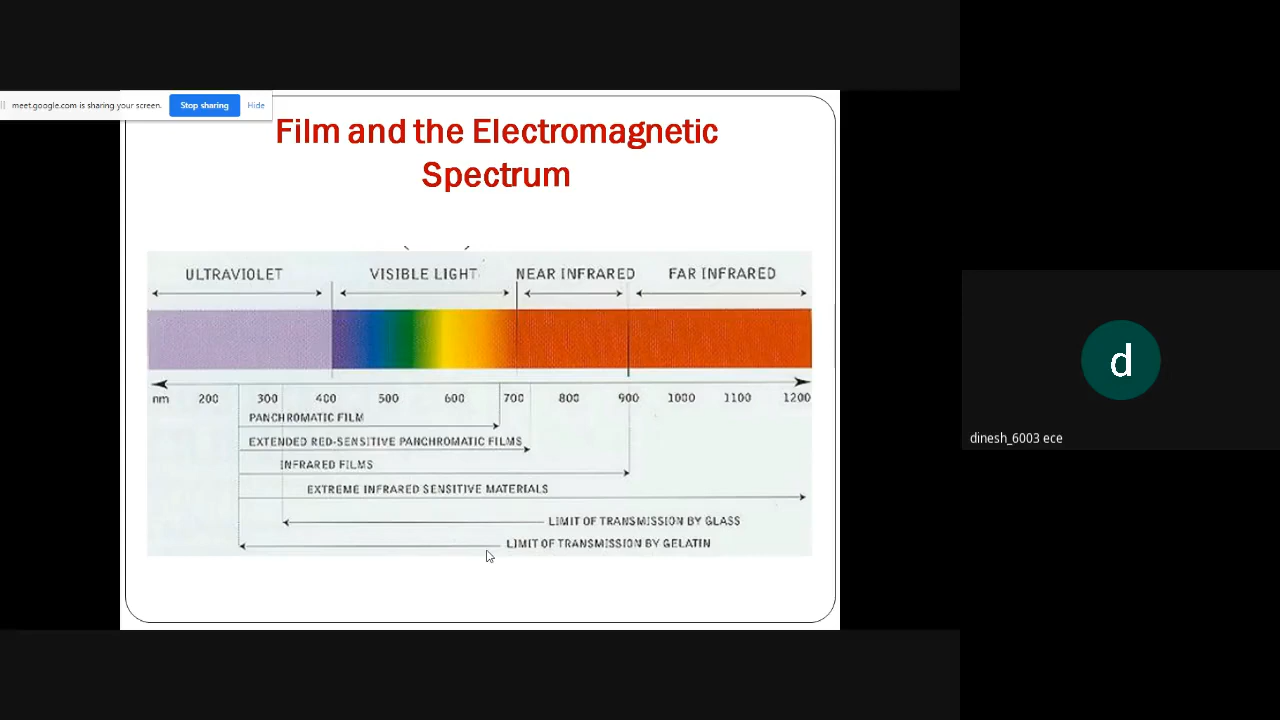 meet.google.com is sharing your screen.
Stop sharing
Hide
Film and the Electromagnetic
Spectrum
ULTRAVIOLET
VISIBLE LIGHT
NEAR INFRARED
FAR INFRARED
nm 200 300 400 500 600 700 800 900 1000 1100 1200
PANCHROMATIC FILM
EXTENDED RED-SENSITIVE PANCHROMATIC FILMS
INFRARED FILMS
EXTREME INFRARED SENSITIVE MATERIALS
LIMIT OF TRANSMISSION BY GLASS
LIMIT OF TRANSMISSION BY GELATIN
d
dinesh_6003 ece